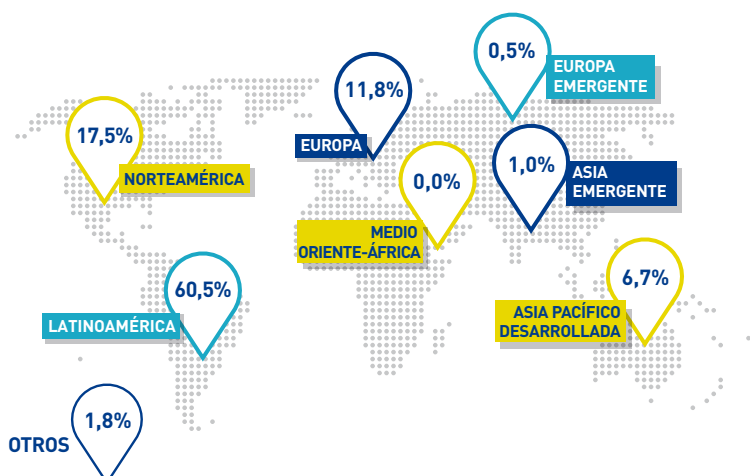 0,5%
EUROPA
EMERGENTE
11,8%
EUROPA
17,5%
NORTEAMÉRICA
0,0%
MEDIO
ORIENTE-ÁFRICA
1,0%
ASIA
EMERGENTE
60,5%
LATINOAMÉRICA
6,7%
ASIA PACÍFICO
DESARROLLADA
1,8%
OTROS